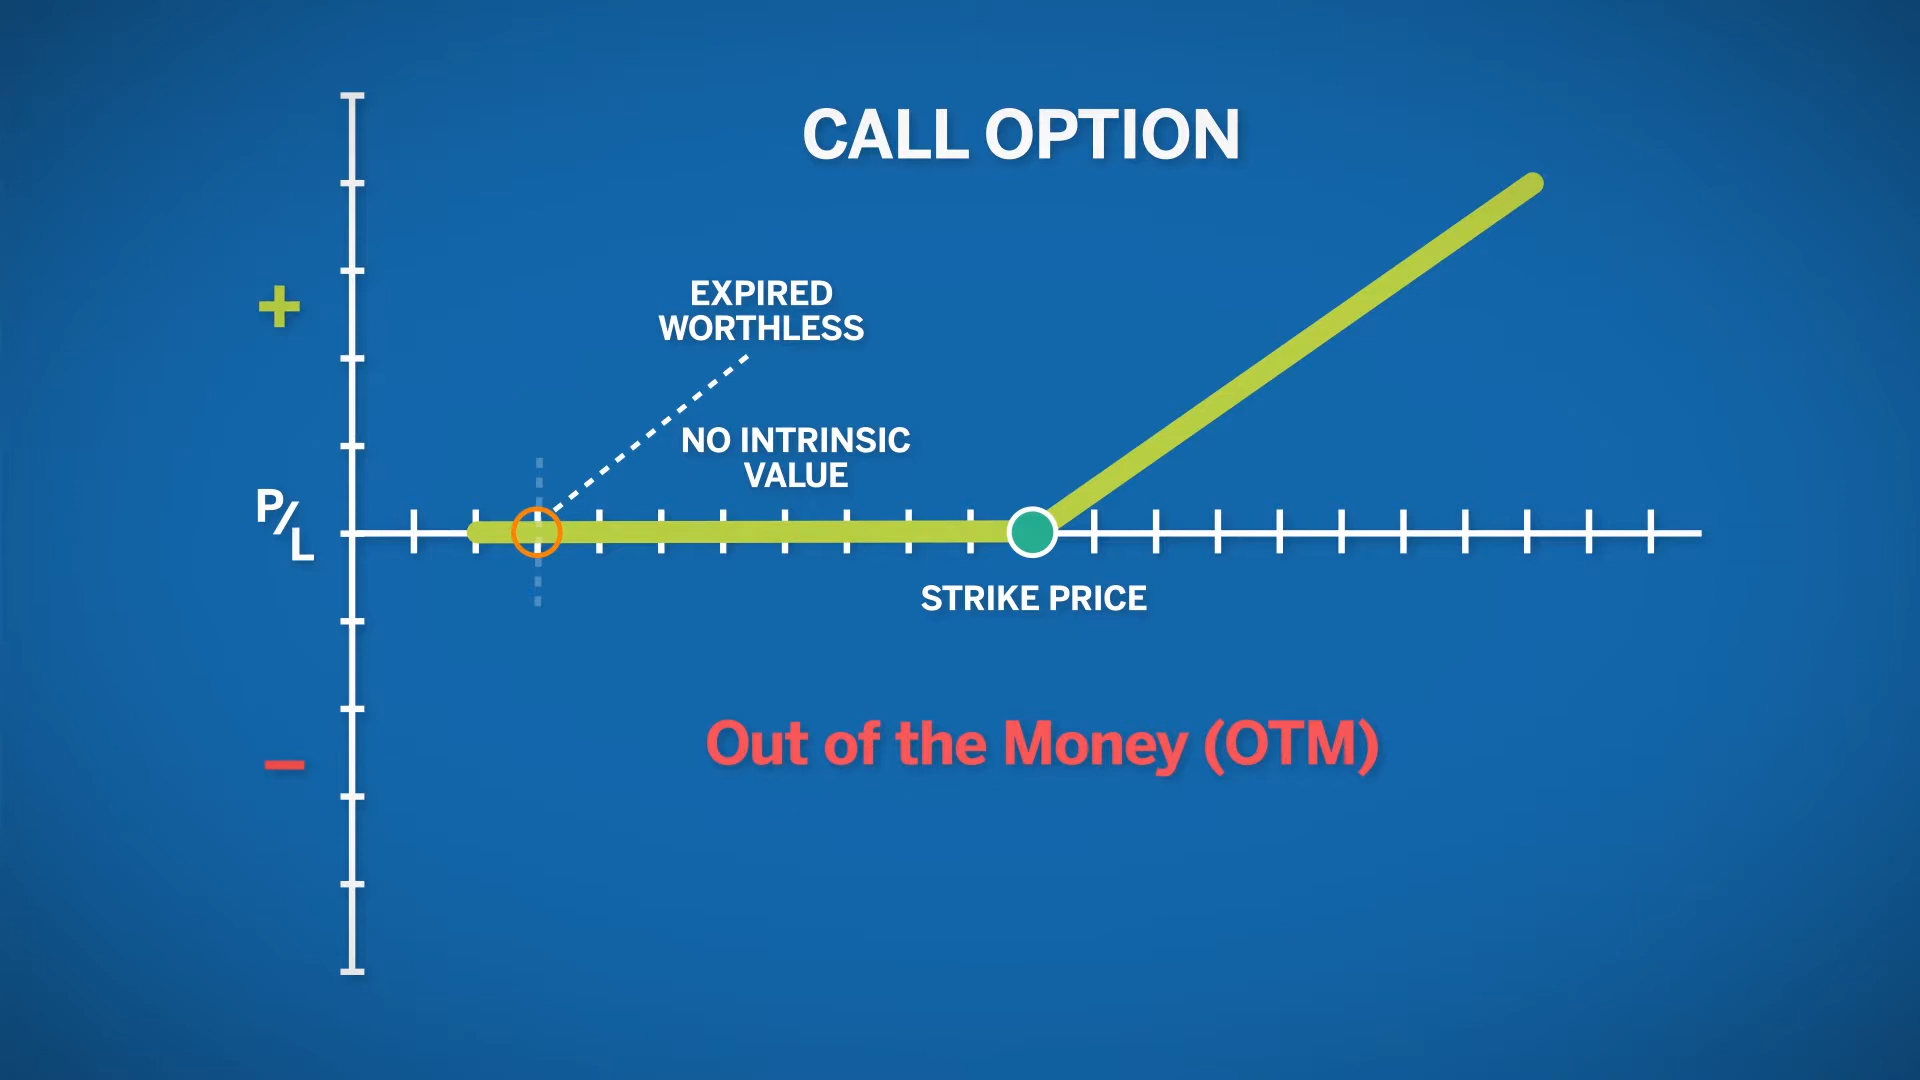 CALL OPTION
+
EXPIRED
WORTHLESS
NO INTRINSIC
VALUE
P/L
STRIKE PRICE
Out of the Money (OTM)
−